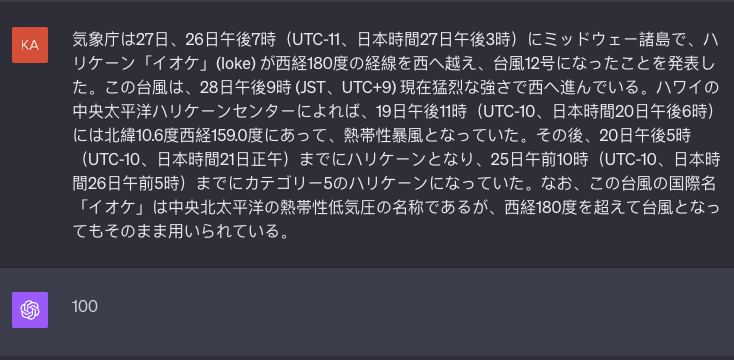 KA
気象庁は27日、26日午後7時（UTC-11、日本時間27日午後3時）にミッドウェー諸島で、ハ
リケーン「イオケ」(Ioke) が西経180度の経線を西へ越え、台風12号になったことを発表し
た。この台風は、28日午後9時 (JST、UTC+9) 現在猛烈な強さで西へ進んでいる。ハワイの
中央太平洋ハリケーンセンターによれば、19日午後11時（UTC-10、日本時間20日午後6時）
には北緯10.6度西経159.0度にあって、熱帯性暴風となっていた。その後、20日午後5時
（UTC-10、日本時間21日正午）までにハリケーンとなり、25日午前10時（UTC-10、日本時
間26日午前5時）までにカテゴリー5のハリケーンになっていた。なお、この台風の国際名
「イオケ」は中央北太平洋の熱帯性低気圧の名称であるが、西経180度を超えて台風となっ
てもそのまま用いられている。
100